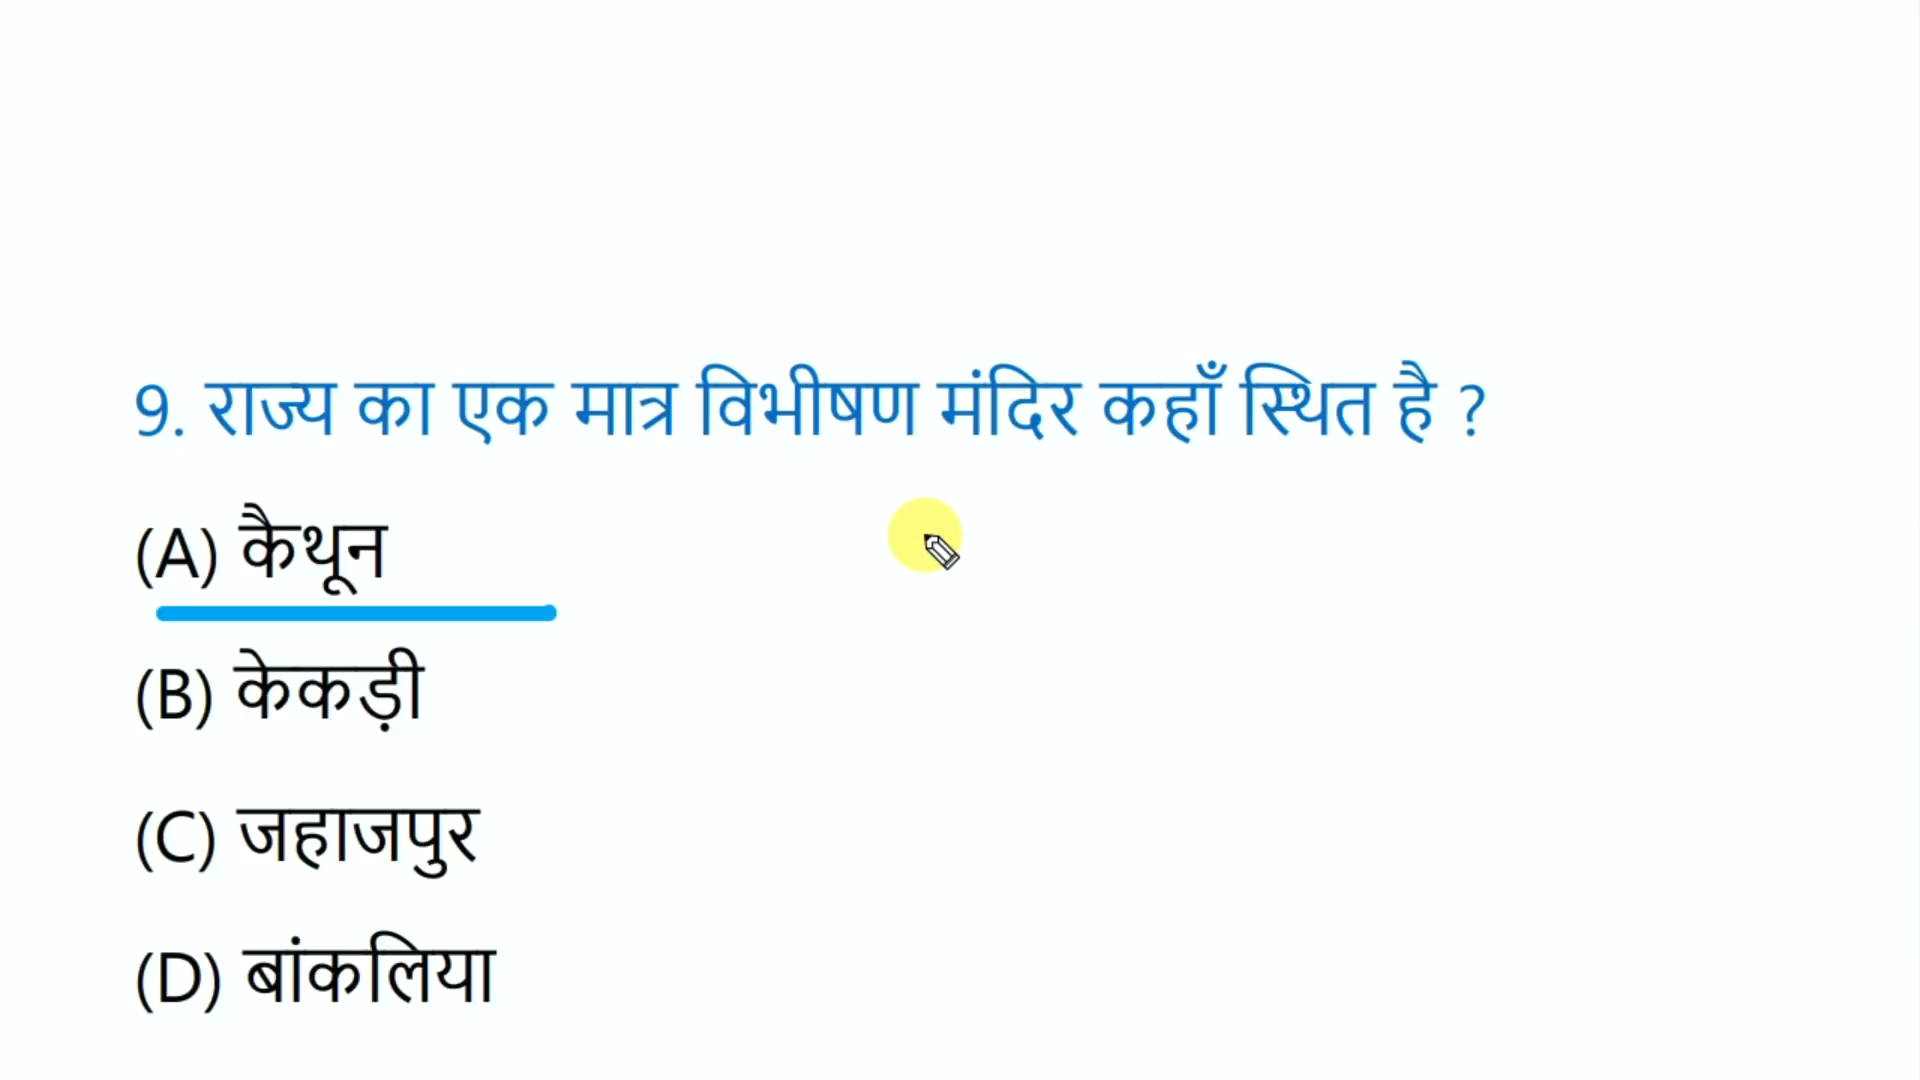 9. राज्य का एक मात्र विभीषण मंदिर कहाँ स्थित है ?
(A) कैथून
(B) केकड़ी
(C) जहाजपुर
(D) बांकलिया